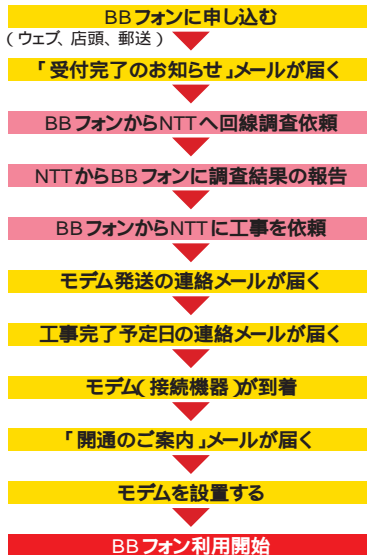 BBフォンに申し込む
(ウェブ、店頭、郵送)
「受付完了のお知らせ」メールが届く
BBフォンからNTTへ回線調査依頼
NTTからBBフォンに調査結果の報告
BBフォンからNTTに工事を依頼
モデム発送の連絡メールが届く
工事完了予定日の連絡メールが届く
モデム(接続機器)が到着
「開通のご案内」メールが届く
モデムを設置する
BBフォン利用開始